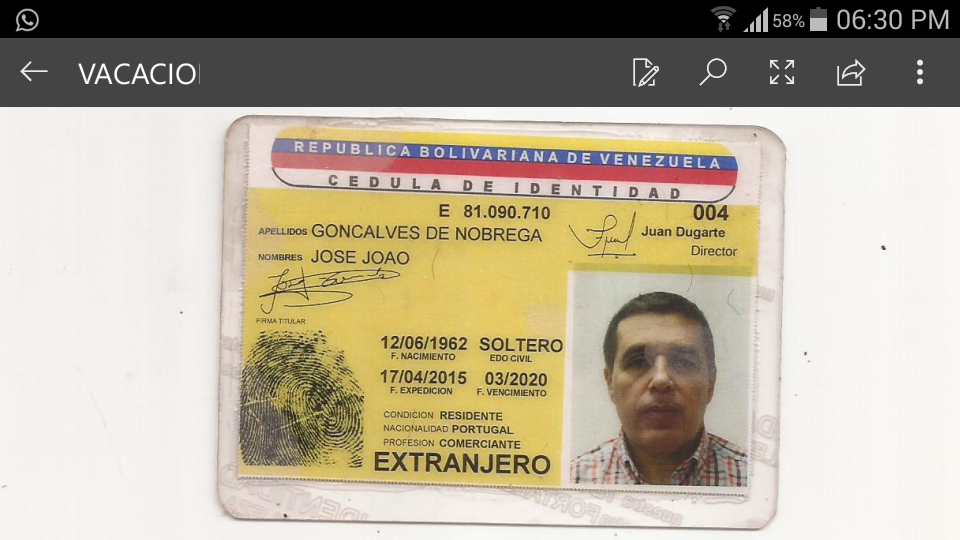 58% 06:30 PM
VACACIO
REPUBLICA BOLIVARIANA DE VENEZUELA
CEDULA DE IDENTIDAD
E 81.090.710
004
APELLIDOS GONCALVES DE NOBREGA
Juan Dugarte
Director
NOMBRES JOSE JOAO
FIRMA TITULAR
12/06/1962 SOLTERO
F. NACIMIENTO EDO CIVIL
17/04/2015 03/2020
F. EXPEDICION F. VENCIMIENTO
CONDICION RESIDENTE
NACIONALIDAD PORTUGAL
PROFESION COMERCIANTE
EXTRANJERO